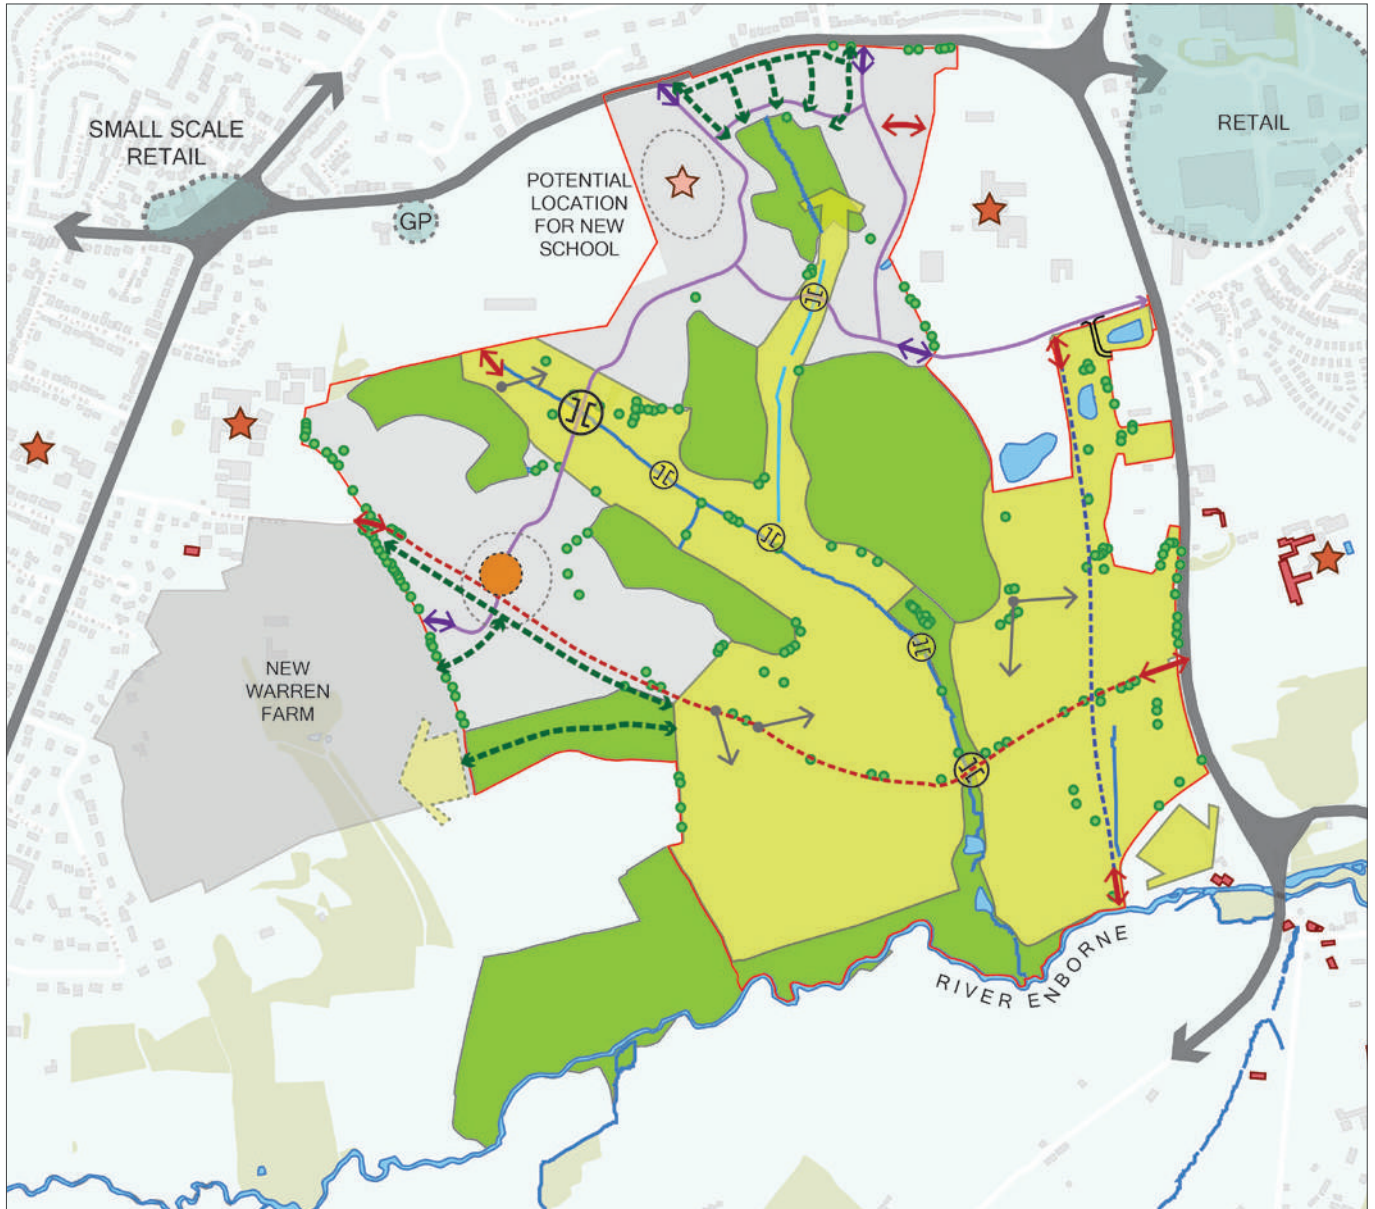 SMALL SCALE
RETAIL
RETAIL
POTENTIAL
LOCATION
FOR NEW
SCHOOL
GP
NEW
WARREN
FARM
RIVER ENBORNE